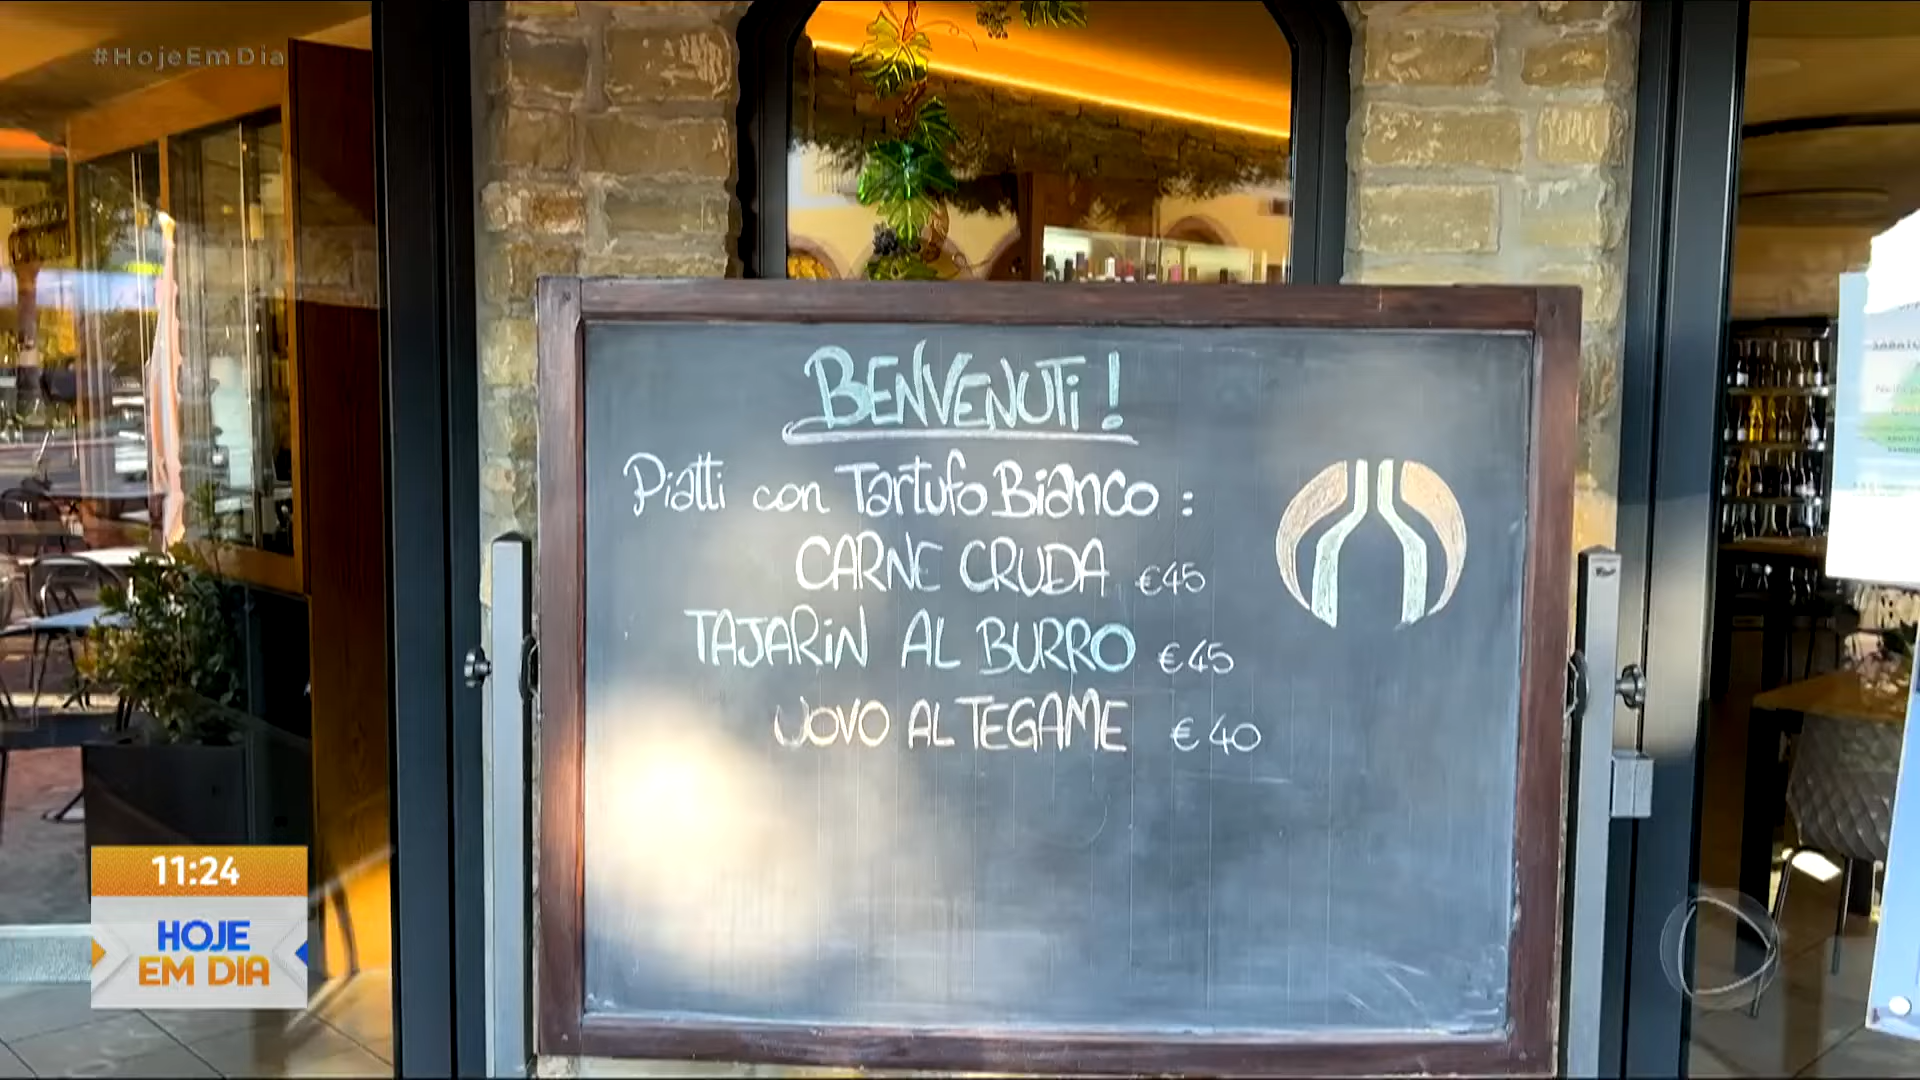 #HojeEmDia
BENVENUTi!
Piatti con Tartufo Bianco:
CARNE CRUDA €45
TAJARiN AL BURRO €45
UOVO AL TEGAME €40
11:24
HOJE
EM DIA